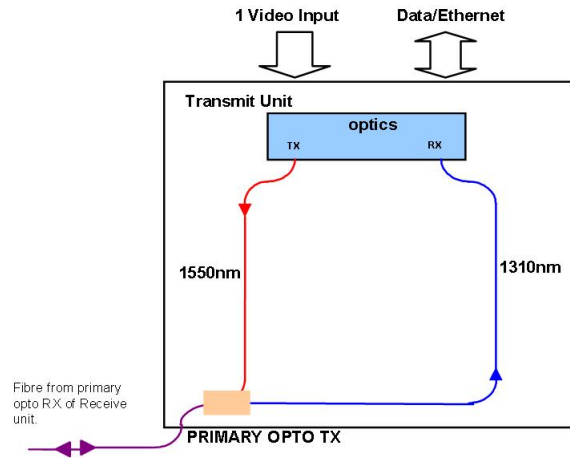 1 Video Input
Data/Ethernet
Transmit Unit
optics
TX
RX
1550nm
1310nm
Fibre from primary
opto RX of Receive
unit.
PRIMARY OPTO TX